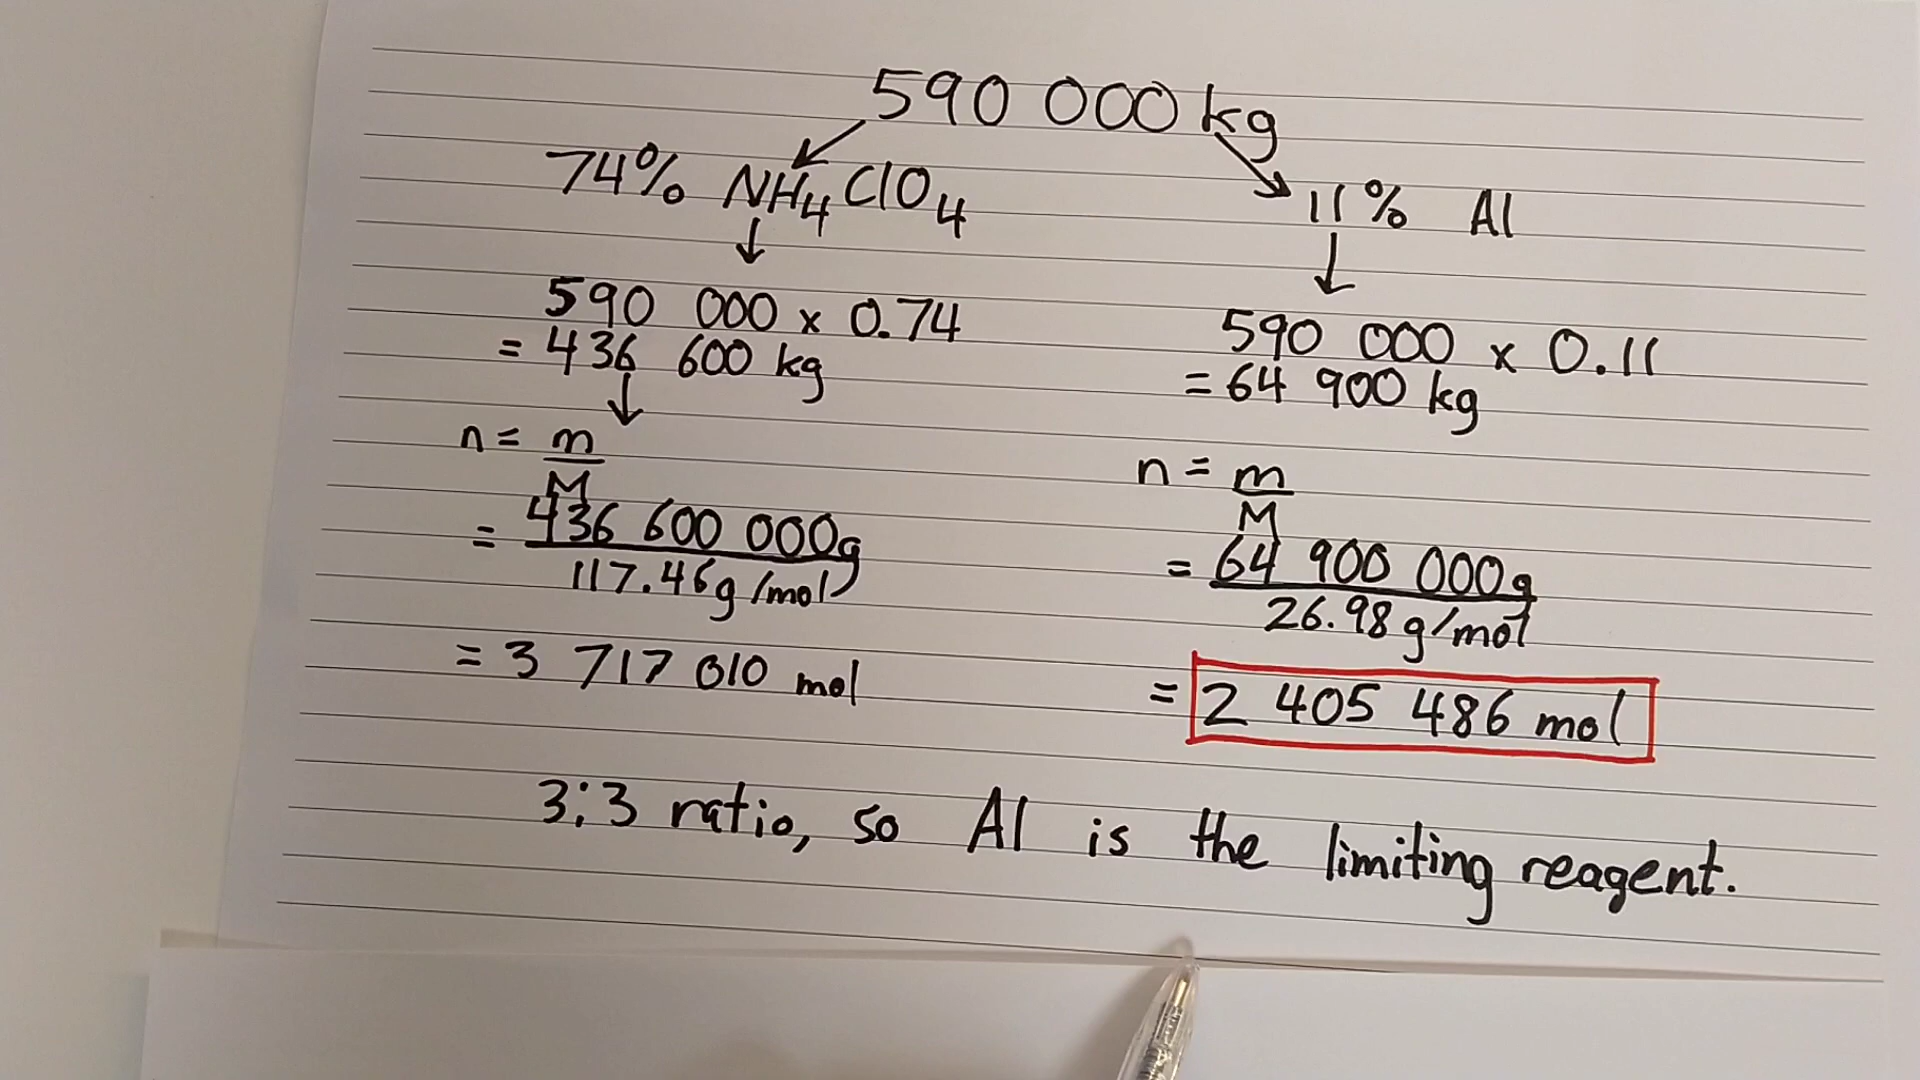 590 000 kg
74% NH4ClO4
11% Al
590 000 x 0.74
= 436 600 kg
n = m
M
= 436 600 000g
117.46g/mol
= 3 717 010 mol
590 000 x 0.11
= 64 900 kg
n = m
M
= 64 900 000g
26.98 g/mol
= 2 405 486 mol
3:3 ratio, so Al is the limiting reagent.